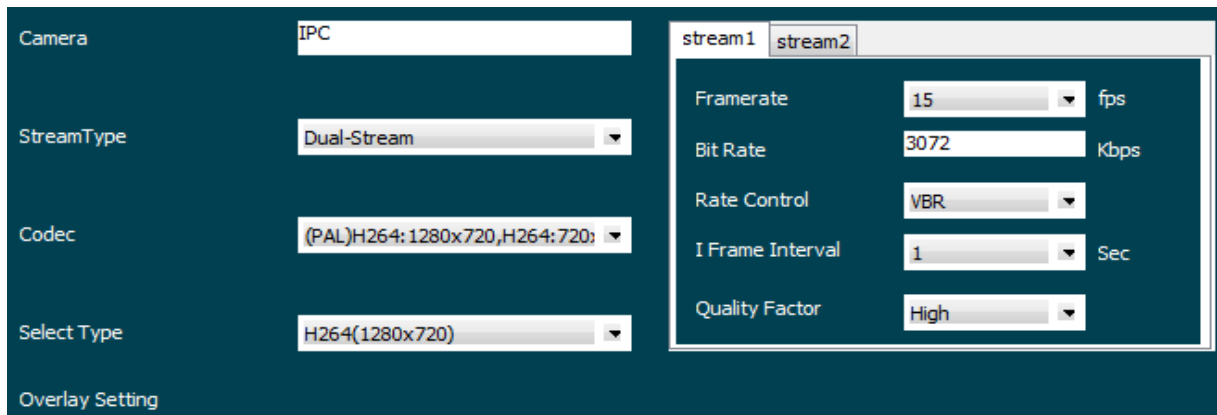 Camera IPC
StreamType Dual-Stream
Codec (PAL)H264:1280x720,H264:720
Select Type H264(1280x720)
Overlay Setting
stream1 stream2
Framerate 15 fps
Bit Rate 3072 Kbps
Rate Control VBR
I Frame Interval 1 Sec
Quality Factor High